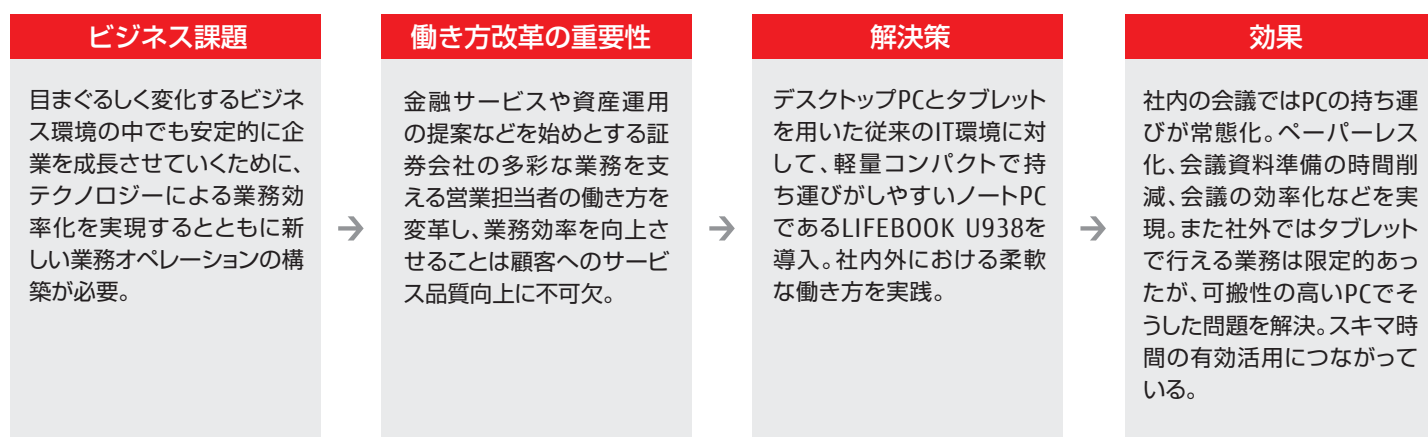 ビジネス課題
目まぐるしく変化するビジネ
ス環境の中でも安定的に企
業を成長させていくために、
テクノロジーによる業務効
率化を実現するとともに新
しい業務オペレーションの構
築が必要。
→
働き方改革の重要性
金融サービスや資産運用
の提案などを始めとする証
券会社の多彩な業務を支
える営業担当者の働き方を
変革し、業務効率を向上さ
せることは顧客へのサービ
ス品質向上に不可欠。
→
解決策
デスクトップPCとタブレット
を用いた従来のIT環境に対
して、軽量コンパクトで持
ち運びがしやすいノートPC
であるLIFEBOOK U938を
導入。社内外における柔軟
な働き方を実践。
→
効果
社内の会議ではPCの持ち運
びが常態化。ペーパーレス
化、会議資料準備の時間削
減、会議の効率化などを実
現。また社外ではタブレット
で行える業務は限定的あっ
たが、可搬性の高いPCでそ
うした問題を解決。スキマ時
間の有効活用につながって
いる。